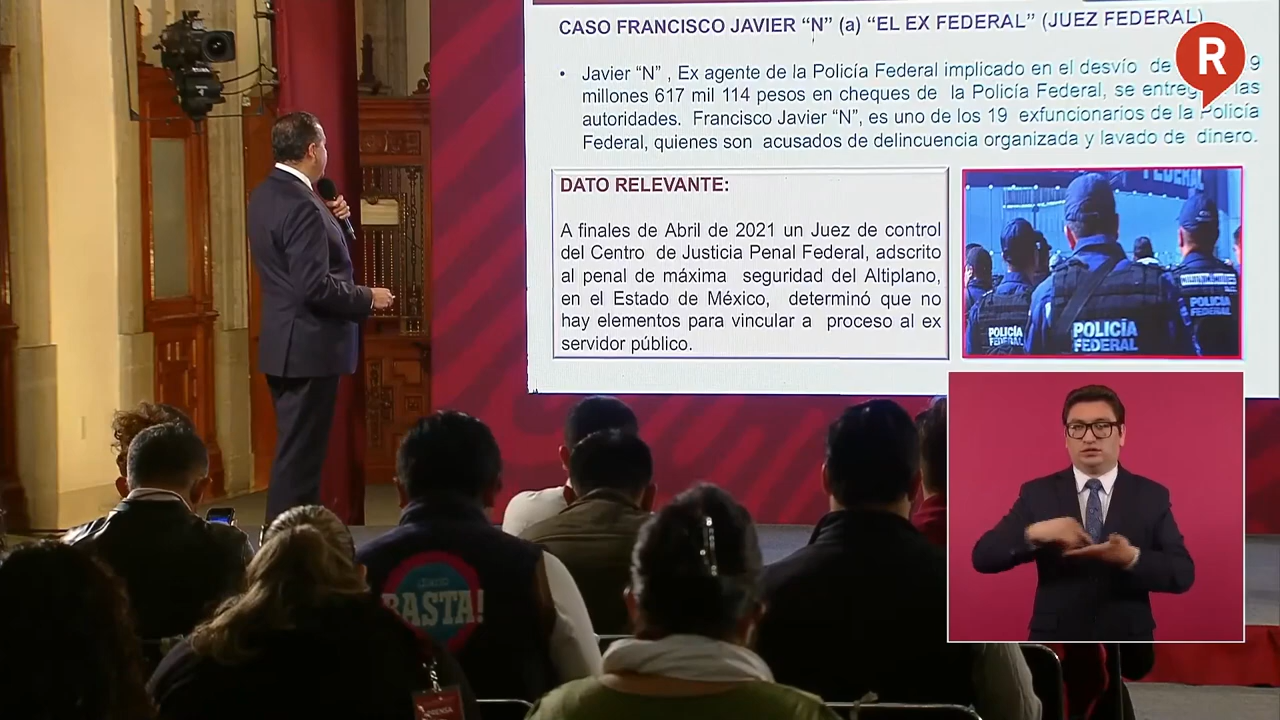 CASO FRANCISCO JAVIER “N” (a) “EL EX FEDERAL” (JUEZ FEDERAL)
R
• Javier “N” , Ex agente de la Policía Federal implicado en el desvío de 9
millones 617 mil 114 pesos en cheques de la Policía Federal, se las
autoridades. Francisco Javier “N”, es uno de los 19 exfuncionarios de la Policía
Federal, quienes son acusados de delincuencia organizada y lavado de dinero.
DATO RELEVANTE:
A finales de Abril de 2021 un Juez de control
del Centro de Justicia Penal Federal, adscrito
al penal de máxima seguridad del Altiplano,
en el Estado de México, determinó que no
hay elementos para vincular a proceso al ex
servidor público.
FEDERAL
POLICÍA
FEDERAL
POLICÍA
FEDERAL
POLICÍA
FEDERAL
BASTA!
PRENSA